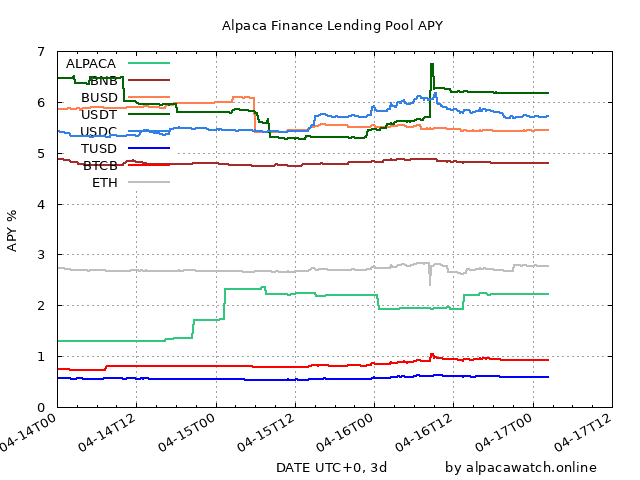 Alpaca Finance Lending Pool APY
7
6
5
4
3
2
1
0
APY %
ALPACA
BNB
BUSD
USDT
USDC
TUSD
BTCB
ETH
04-14T00
04-14T12
04-15T00
04-15T12
04-16T00
04-16T12
04-17T00
04-17T12
DATE UTC+0, 3d
by alpacawatch.online